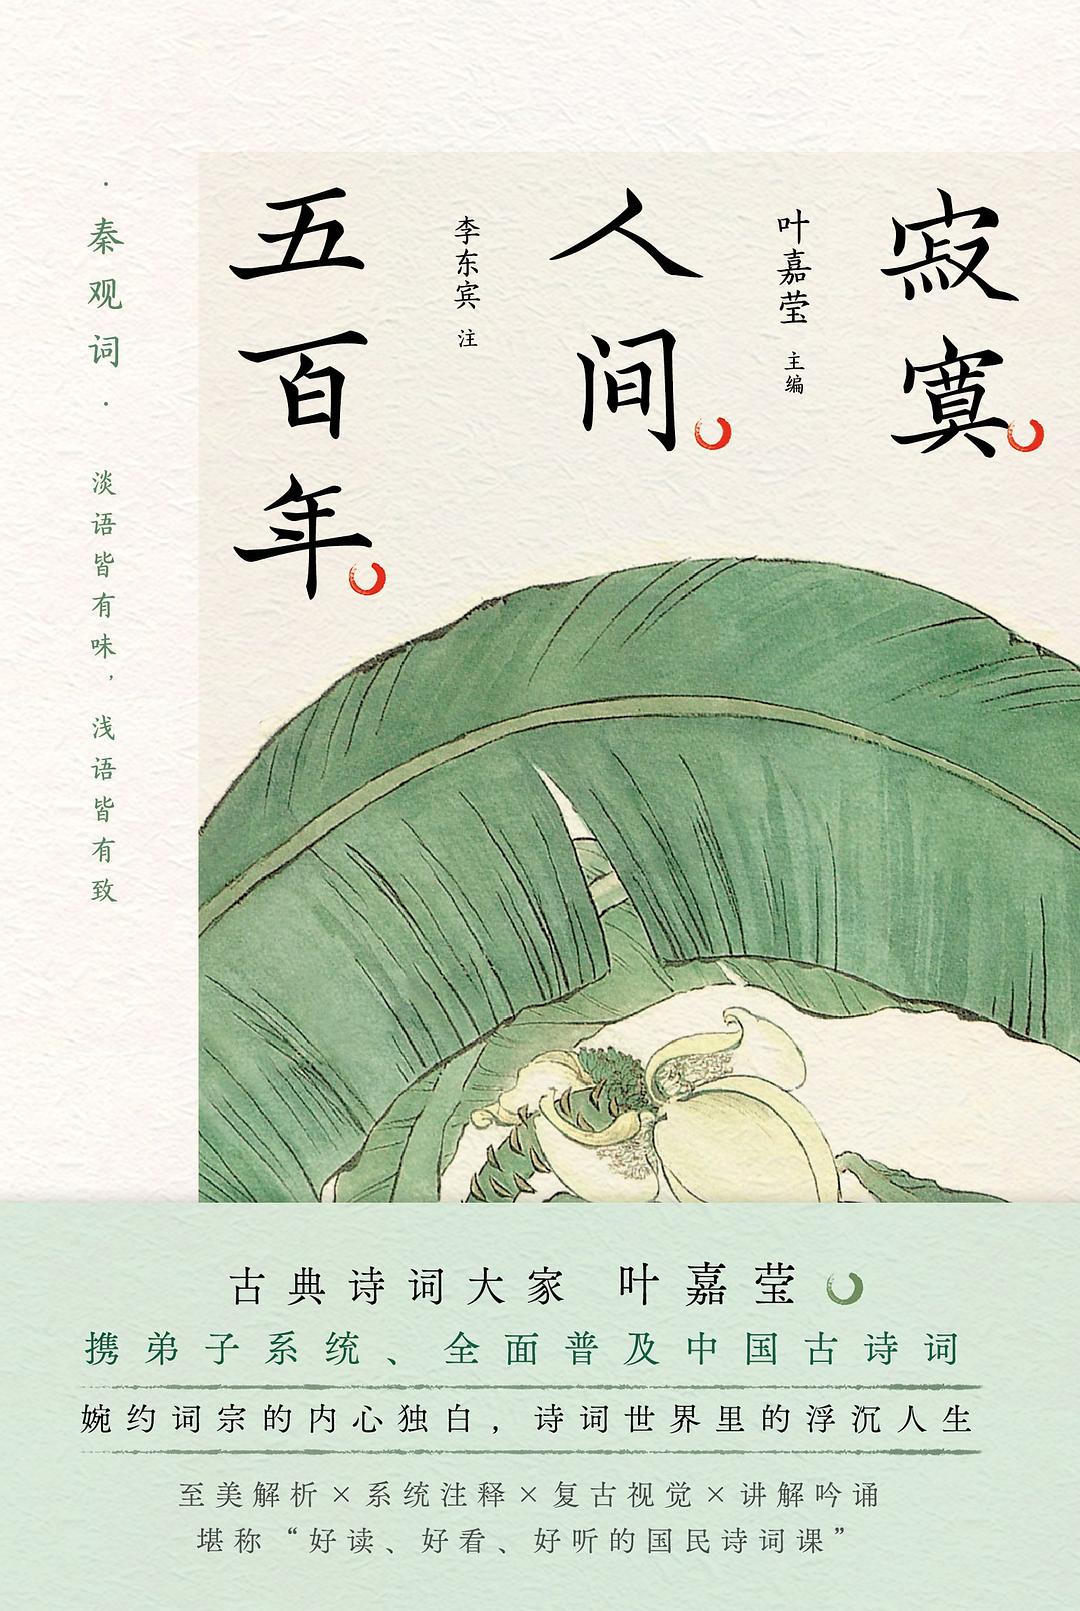 寂寞
叶嘉莹 主编
人间
李东宾 注
五百年
·秦观词·
淡语皆有味，浅语皆有致
古典诗词大家 叶嘉莹
携弟子系统、全面普及中国古诗词
婉约词宗的内心独白，诗词世界里的浮沉人生
至美解析×系统注释×复古视觉×讲解吟诵
堪称“好读、好看、好听的国民诗词课”